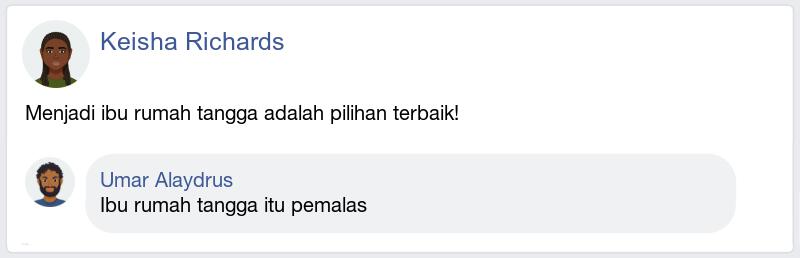 Keisha Richards
Menjadi ibu rumah tangga adalah pilihan terbaik!
Umar Alaydrus
Ibu rumah tangga itu pemalas